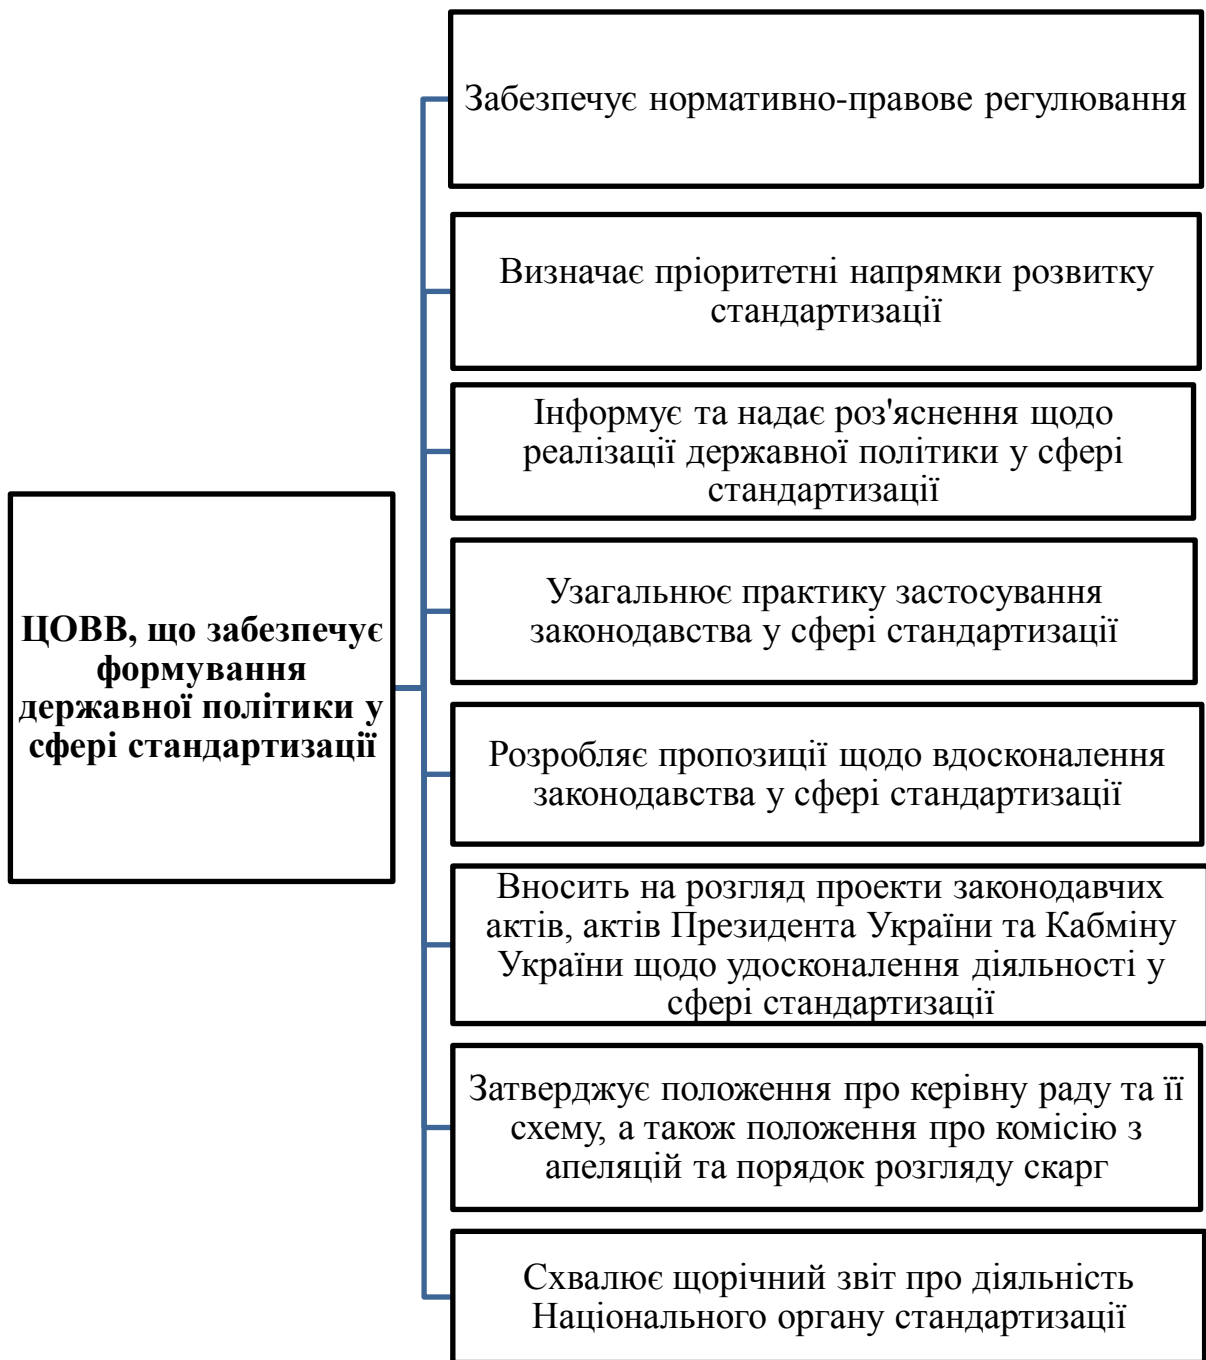 ЦОВВ, що забезпечує
формування
державної політики у
сфері стандартизації
Забезпечує нормативно-правове регулювання
Визначає пріоритетні напрямки розвитку
стандартизації
Інформує та надає роз'яснення щодо
реалізації державної політики у сфері
стандартизації
Узагальнює практику застосування
законодавства у сфері стандартизації
Розробляє пропозиції щодо вдосконалення
законодавства у сфері стандартизації
Вносить на розгляд проекти законодавчих
актів, актів Президента України та Кабміну
України щодо удосконалення діяльності у
сфері стандартизації
Затверджує положення про керівну раду та її
схему, а також положення про комісію з
апеляцій та порядок розгляду скарг
Схвалює щорічний звіт про діяльність
Національного органу стандартизації